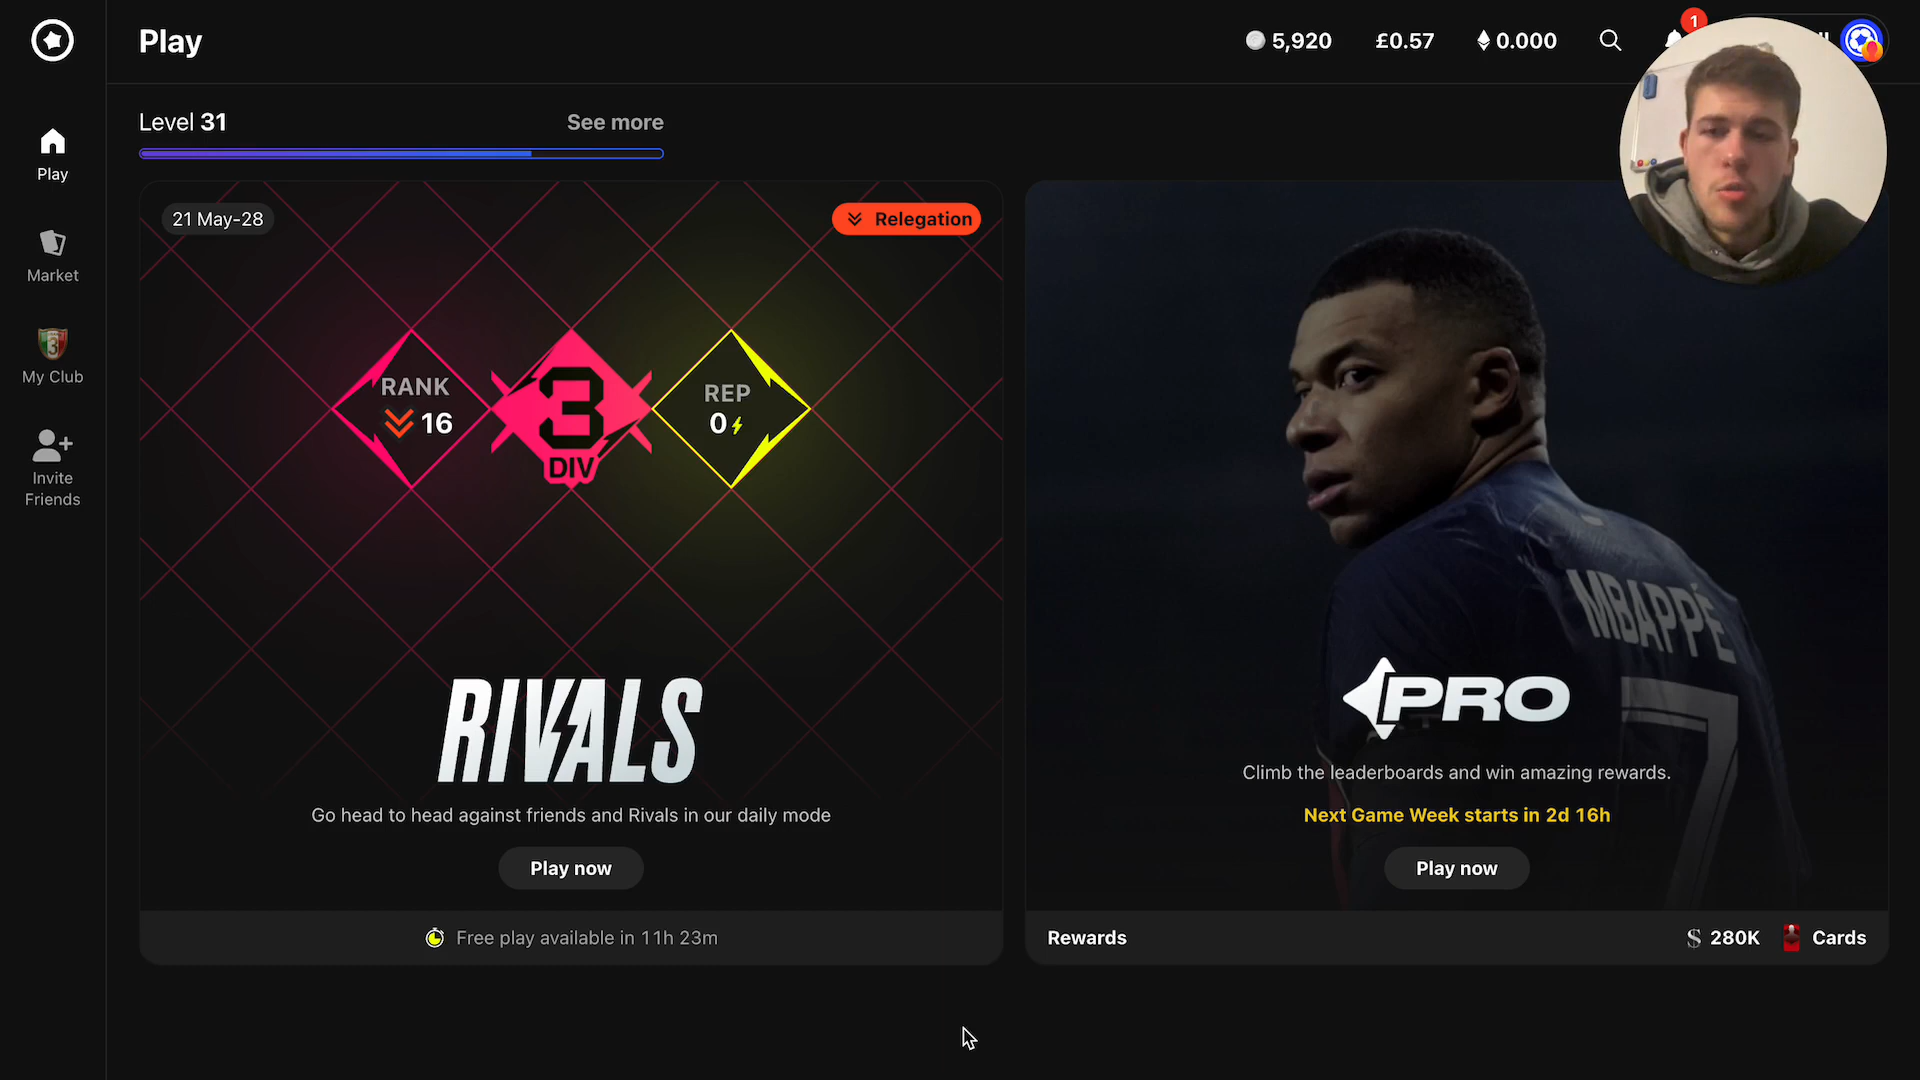 Play
5,920
£0.57
0.000
1
Play
Market
My Club
Invite
Friends
Level 31
See more
21 May-28
Relegation
RANK
16
3
DIV
REP
0
RIVALS
Go head to head against friends and Rivals in our daily mode
Play now
Free play available in 11h 23m
MBAPPÉ
7
PRO
Climb the leaderboards and win amazing rewards.
Next Game Week starts in 2d 16h
Play now
Rewards
280K
Cards